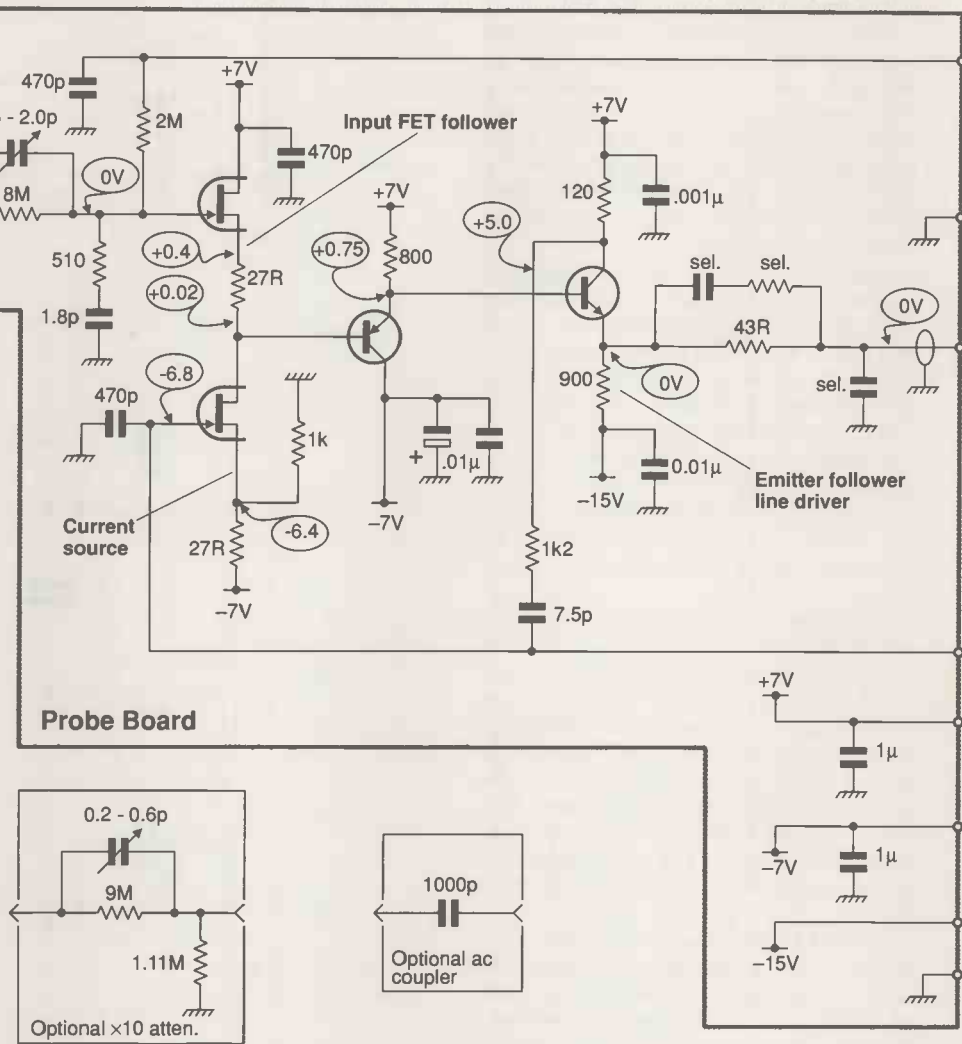 470p
+7V
- 2.0p
2M
Input FET follower
470p
8M
0V
+7V
+7V
120
.001µ
510
+0.4
27R
+0.75
800
+5.0
+0.02
sel.
sel.
1.8p
0V
43R
470p
-6.8
1k
900
0V
sel.
+
.01µ
0.01µ
Current
source
-6.4
–7V
–15V
Emitter follower
line driver
27R
1k2
–7V
7.5p
+7V
Probe Board
1µ
0.2 - 0.6p
–7V
1µ
9M
1000p
1.11M
Optional ac
coupler
–15V
Optional ×10 atten.